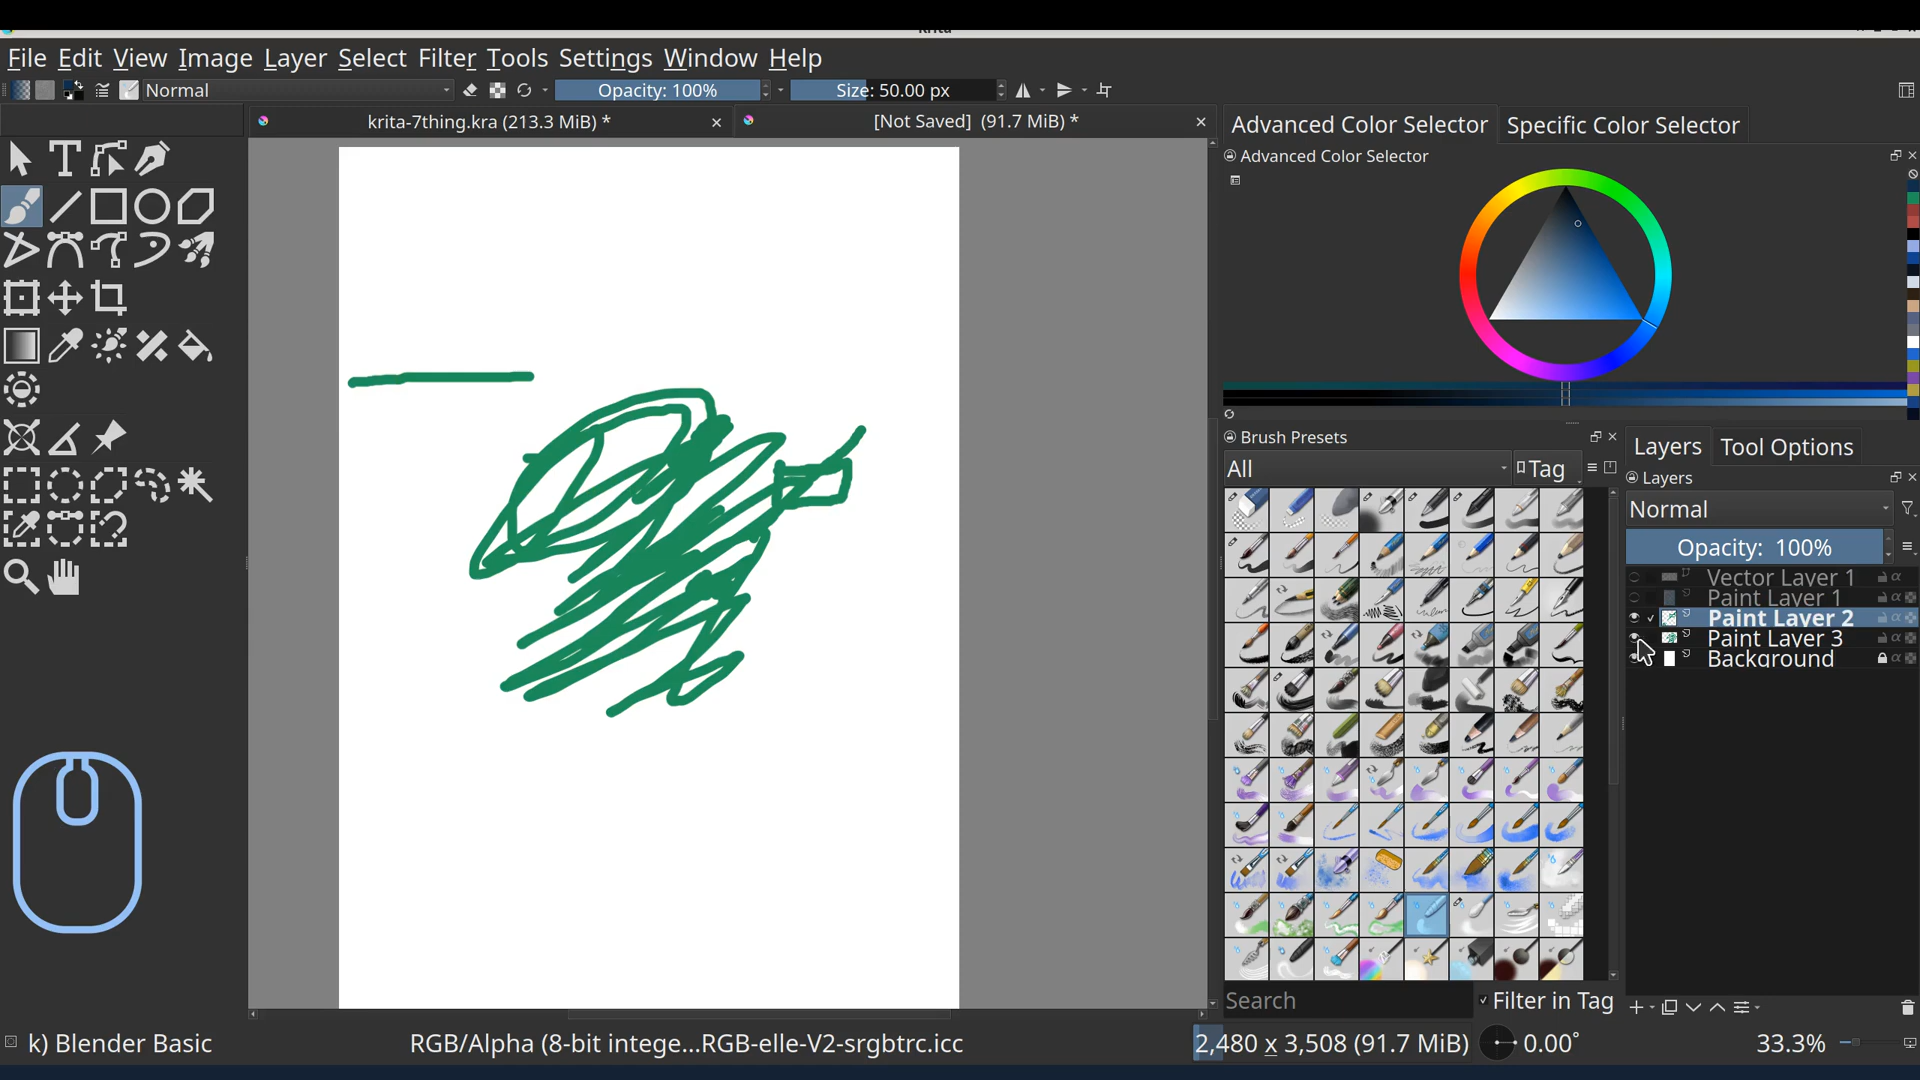 Krita
File Edit View Image Layer Select Filter Tools Settings Window Help
Normal
Opacity: 100%
Size: 50.00 px
krita-7thing.kra (213.3 MiB) *
[Not Saved] (91.7 MiB) *
Advanced Color Selector
Specific Color Selector
Advanced Color Selector
Brush Presets
All
Tag
Layers
Tool Options
Layers
Normal
Opacity: 100%
Vector Layer 1
Paint Layer 1
Paint Layer 2
Paint Layer 3
Background
Search
Filter in Tag
k) Blender Basic
RGB/Alpha (8-bit intege...RGB-elle-V2-srgbtrc.icc
2,480 x 3,508 (91.7 MiB)
0.00°
33.3%